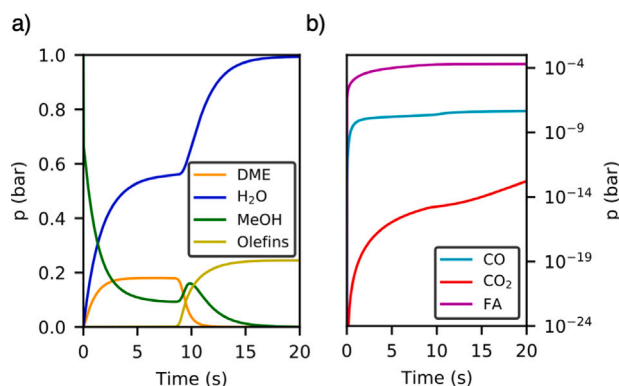 a)
p (bar)
1.0
0.8
0.6
0.4
0.2
0.0
0
5
10
15
20
Time (s)
DME
H₂O
MeOH
Olefins
b)
p (bar)
10⁻⁴
10⁻⁹
10⁻¹⁴
10⁻¹⁹
10⁻²⁴
0
5
10
15
20
Time (s)
CO
CO₂
FA